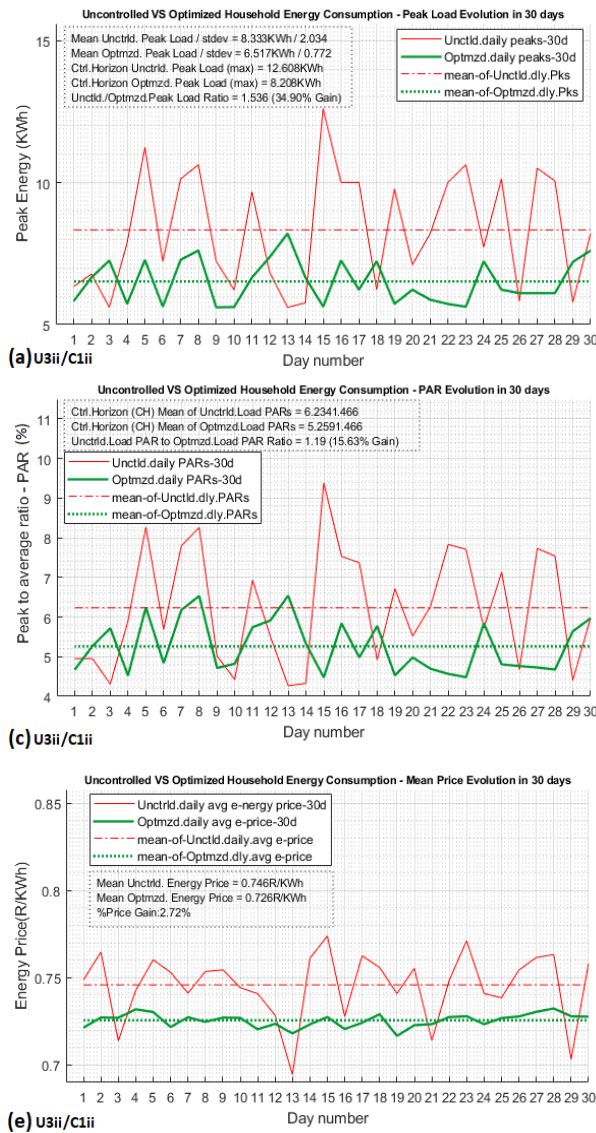 Uncontrolled VS Optimized Household Energy Consumption - Peak Load Evolution in 30 days
Mean Unctrld. Peak Load / stdev = 8.333KWh / 2.034
Mean Optmzd. Peak Load / stdev = 6.517KWh / 0.772
Ctrl.Horizon Unctrld. Peak Load (max) = 12.608KWh
Ctrl.Horizon Optmzd. Peak Load (max) = 8.208KWh
Unctld./Optmzd.Peak Load Ratio = 1.536 (34.90% Gain)
Unctld.daily peaks-30d
Optmzd.daily peaks-30d
mean-of-Unctld.dly.Pks
mean-of-Optmzd.dly.Pks
Peak Energy (KWh)
15
10
5
1 2 3 4 5 6 7 8 9 10 11 12 13 14 15 16 17 18 19 20 21 22 23 24 25 26 27 28 29 30
Day number
(a) U3ii/C1ii
Uncontrolled VS Optimized Household Energy Consumption - PAR Evolution in 30 days
Ctrl.Horizon (CH) Mean of Unctrld.Load PARs = 6.2341.466
Ctrl.Horizon (CH) Mean of Optmzd.Load PARs = 5.2591.466
Unctrld.Load PAR to Optmzd.Load PAR Ratio = 1.19 (15.63% Gain)
Unctld.daily PARs-30d
Optmzd.daily PARs-30d
mean-of-Unctld.dly.PARs
mean-of-Optmzd.dly.PARs
Peak to average ratio - PAR (%)
11
10
9
8
7
6
5
4
1 2 3 4 5 6 7 8 9 10 11 12 13 14 15 16 17 18 19 20 21 22 23 24 25 26 27 28 29 30
Day number
(c) U3ii/C1ii
Uncontrolled VS Optimized Household Energy Consumption - Mean Price Evolution in 30 days
Unctrld.daily avg e-nergy price-30d
Optmzd.daily avg e-price-30d
mean-of-Unctld.daily.avg e-price
mean-of-Optmzd.dly.avg e-price
Mean Unctrld. Energy Price = 0.746R/KWh
Mean Optmzd. Energy Price = 0.726R/KWh
%Price Gain:2.72%
Energy Price(R/KWh)
0.85
0.8
0.75
0.7
1 2 3 4 5 6 7 8 9 10 11 12 13 14 15 16 17 18 19 20 21 22 23 24 25 26 27 28 29 30
Day number
(e) U3ii/C1ii